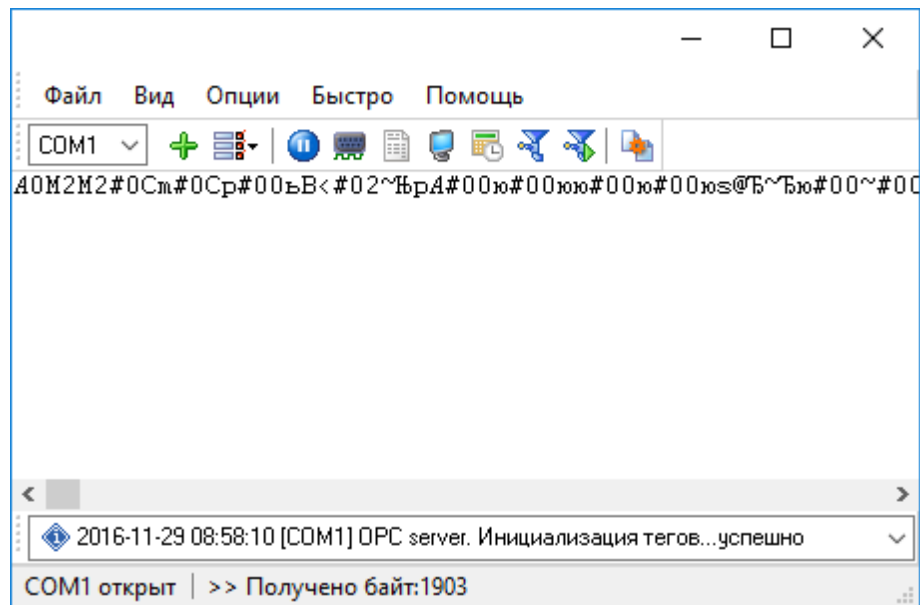 Файл Вид Опции Быстро Помощь
COM1
A0M2M2#0Cm#0Cp#00ьB<#02~ЊрA#00ю#00юю#00ю#00юs@Ђ~Ђю#00~#00
2016-11-29 08:58:10 [COM1] OPC server. Инициализация тегов...успешно
COM1 открыт >> Получено байт:1903